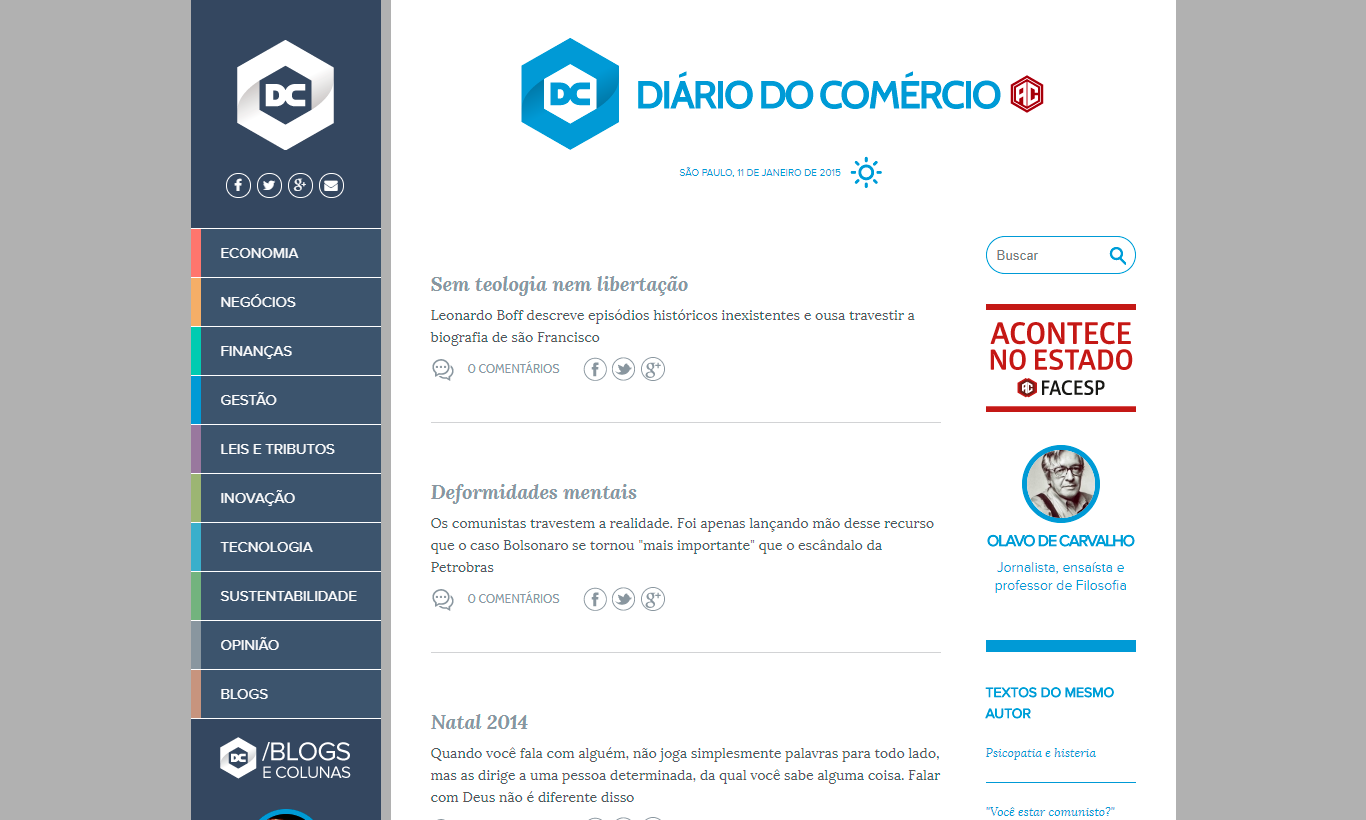 DC
ECONOMIA
NEGÓCIOS
FINANÇAS
GESTÃO
LEIS E TRIBUTOS
INOVAÇÃO
TECNOLOGIA
SUSTENTABILIDADE
OPINIÃO
BLOGS
DC /BLOGS
E COLUNAS
DC DIÁRIO DO COMÉRCIO AC
SÃO PAULO, 11 DE JANEIRO DE 2015
Sem teologia nem libertação
Leonardo Boff descreve episódios históricos inexistentes e ousa travestir a
biografia de são Francisco
0 COMENTÁRIOS
Deformidades mentais
Os comunistas travestem a realidade. Foi apenas lançando mão desse recurso
que o caso Bolsonaro se tornou "mais importante" que o escândalo da
Petrobras
0 COMENTÁRIOS
Natal 2014
Quando você fala com alguém, não joga simplesmente palavras para todo lado,
mas as dirige a uma pessoa determinada, da qual você sabe alguma coisa. Falar
com Deus não é diferente disso
Buscar
ACONTECE
NO ESTADO
AC FACESP
OLAVO DE CARVALHO
Jornalista, ensaísta e
professor de Filosofia
TEXTOS DO MESMO
AUTOR
Psicopatia e histeria
"Você estar comunisto?"